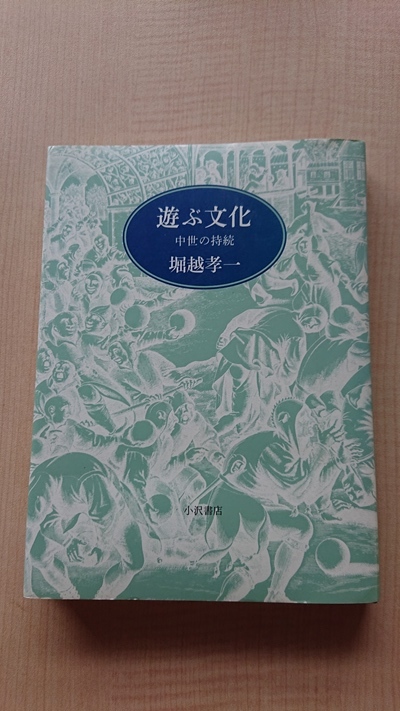 遊ぶ文化
中世の持続
堀越孝一
小沢書店